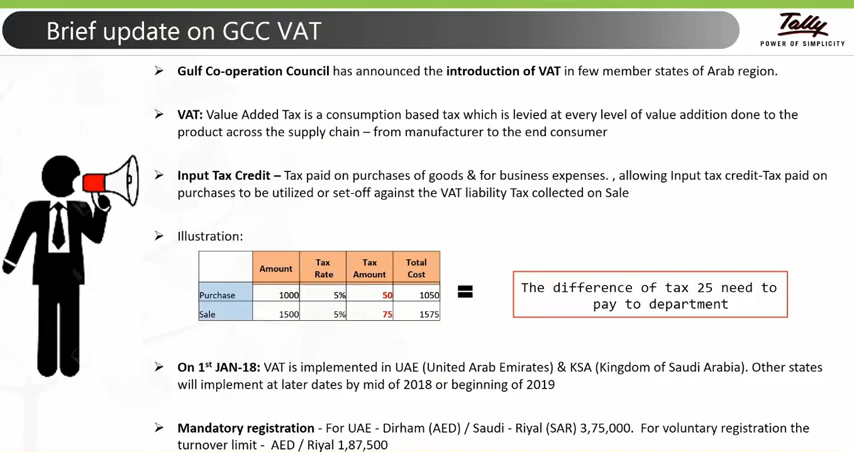 Brief update on GCC VAT
Tally
POWER OF SIMPLICITY
➢ Gulf Co-operation Council has announced the introduction of VAT in few member states of Arab region.
➢ VAT: Value Added Tax is a consumption based tax which is levied at every level of value addition done to the
product across the supply chain – from manufacturer to the end consumer
➢ Input Tax Credit – Tax paid on purchases of goods & for business expenses. , allowing Input tax credit-Tax paid on
purchases to be utilized or set-off against the VAT liability Tax collected on Sale
➢ Illustration:
Amount Tax Rate Tax Amount Total Cost
Purchase 1000 5% 50 1050
Sale 1500 5% 75 1575
=
The difference of tax 25 need to
pay to department
➢ On 1st JAN-18: VAT is implemented in UAE (United Arab Emirates) & KSA (Kingdom of Saudi Arabia). Other states
will implement at later dates by mid of 2018 or beginning of 2019
➢ Mandatory registration - For UAE - Dirham (AED) / Saudi - Riyal (SAR) 3,75,000. For voluntary registration the
turnover limit - AED / Riyal 1,87,500